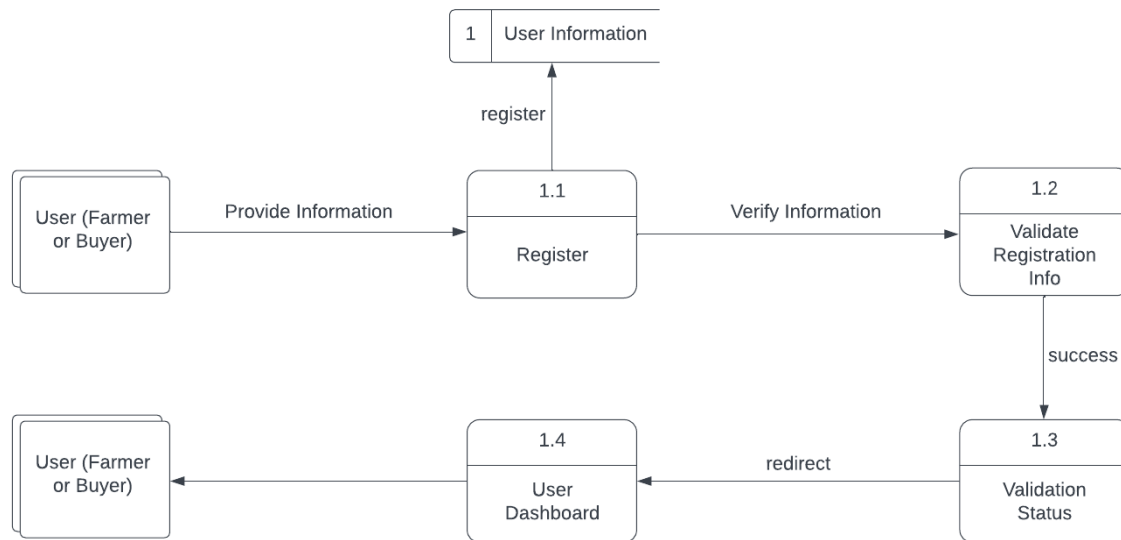 1 User Information
register
1.1
1.2
User (Farmer
or Buyer)
Provide Information
Register
Verify Information
Validate
Registration
Info
success
User (Farmer
or Buyer)
1.4
User
Dashboard
redirect
1.3
Validation
Status